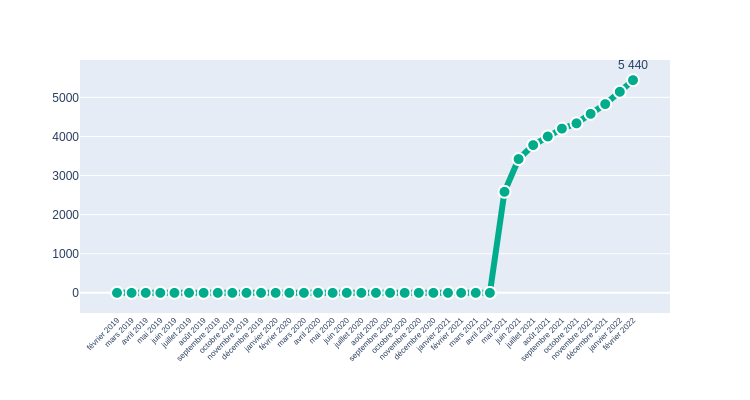 5 440
5000
4000
3000
2000
1000
0
février 2019
mars 2019
avril 2019
mai 2019
juin 2019
juillet 2019
août 2019
septembre 2019
octobre 2019
novembre 2019
décembre 2019
janvier 2020
février 2020
mars 2020
avril 2020
mai 2020
juin 2020
juillet 2020
août 2020
septembre 2020
octobre 2020
novembre 2020
décembre 2020
janvier 2021
février 2021
mars 2021
avril 2021
mai 2021
juin 2021
juillet 2021
août 2021
septembre 2021
octobre 2021
novembre 2021
décembre 2021
janvier 2022
février 2022